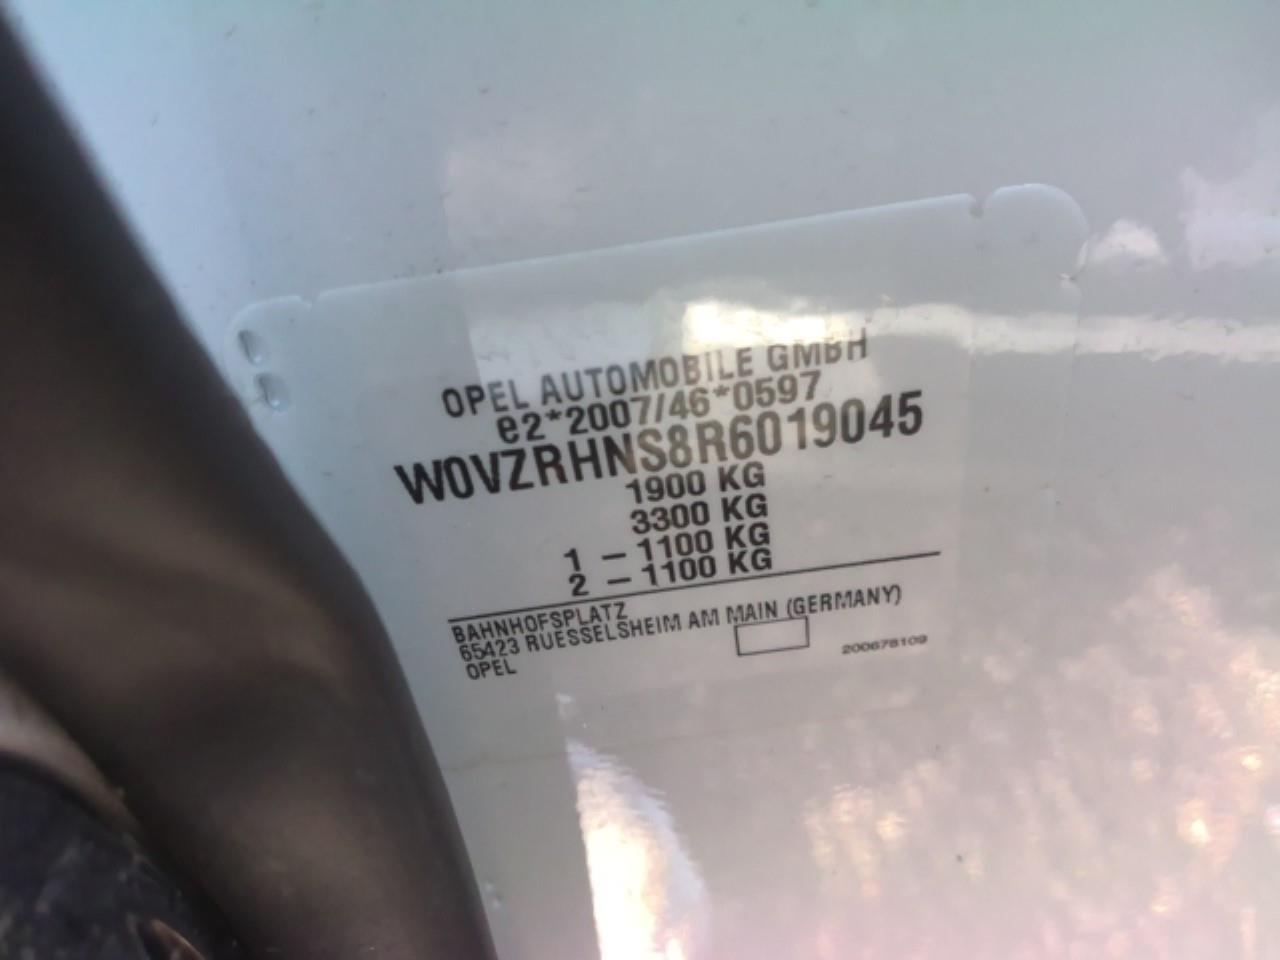 OPEL AUTOMOBILE GMBH
e2*2007/46*0597
W0VZRHNS8R6019045
1900 KG
3300 KG
1 – 1100 KG
2 – 1100 KG
BAHNHOFSPLATZ
65423 RUESSELSHEIM AM MAIN (GERMANY)
OPEL
200678109